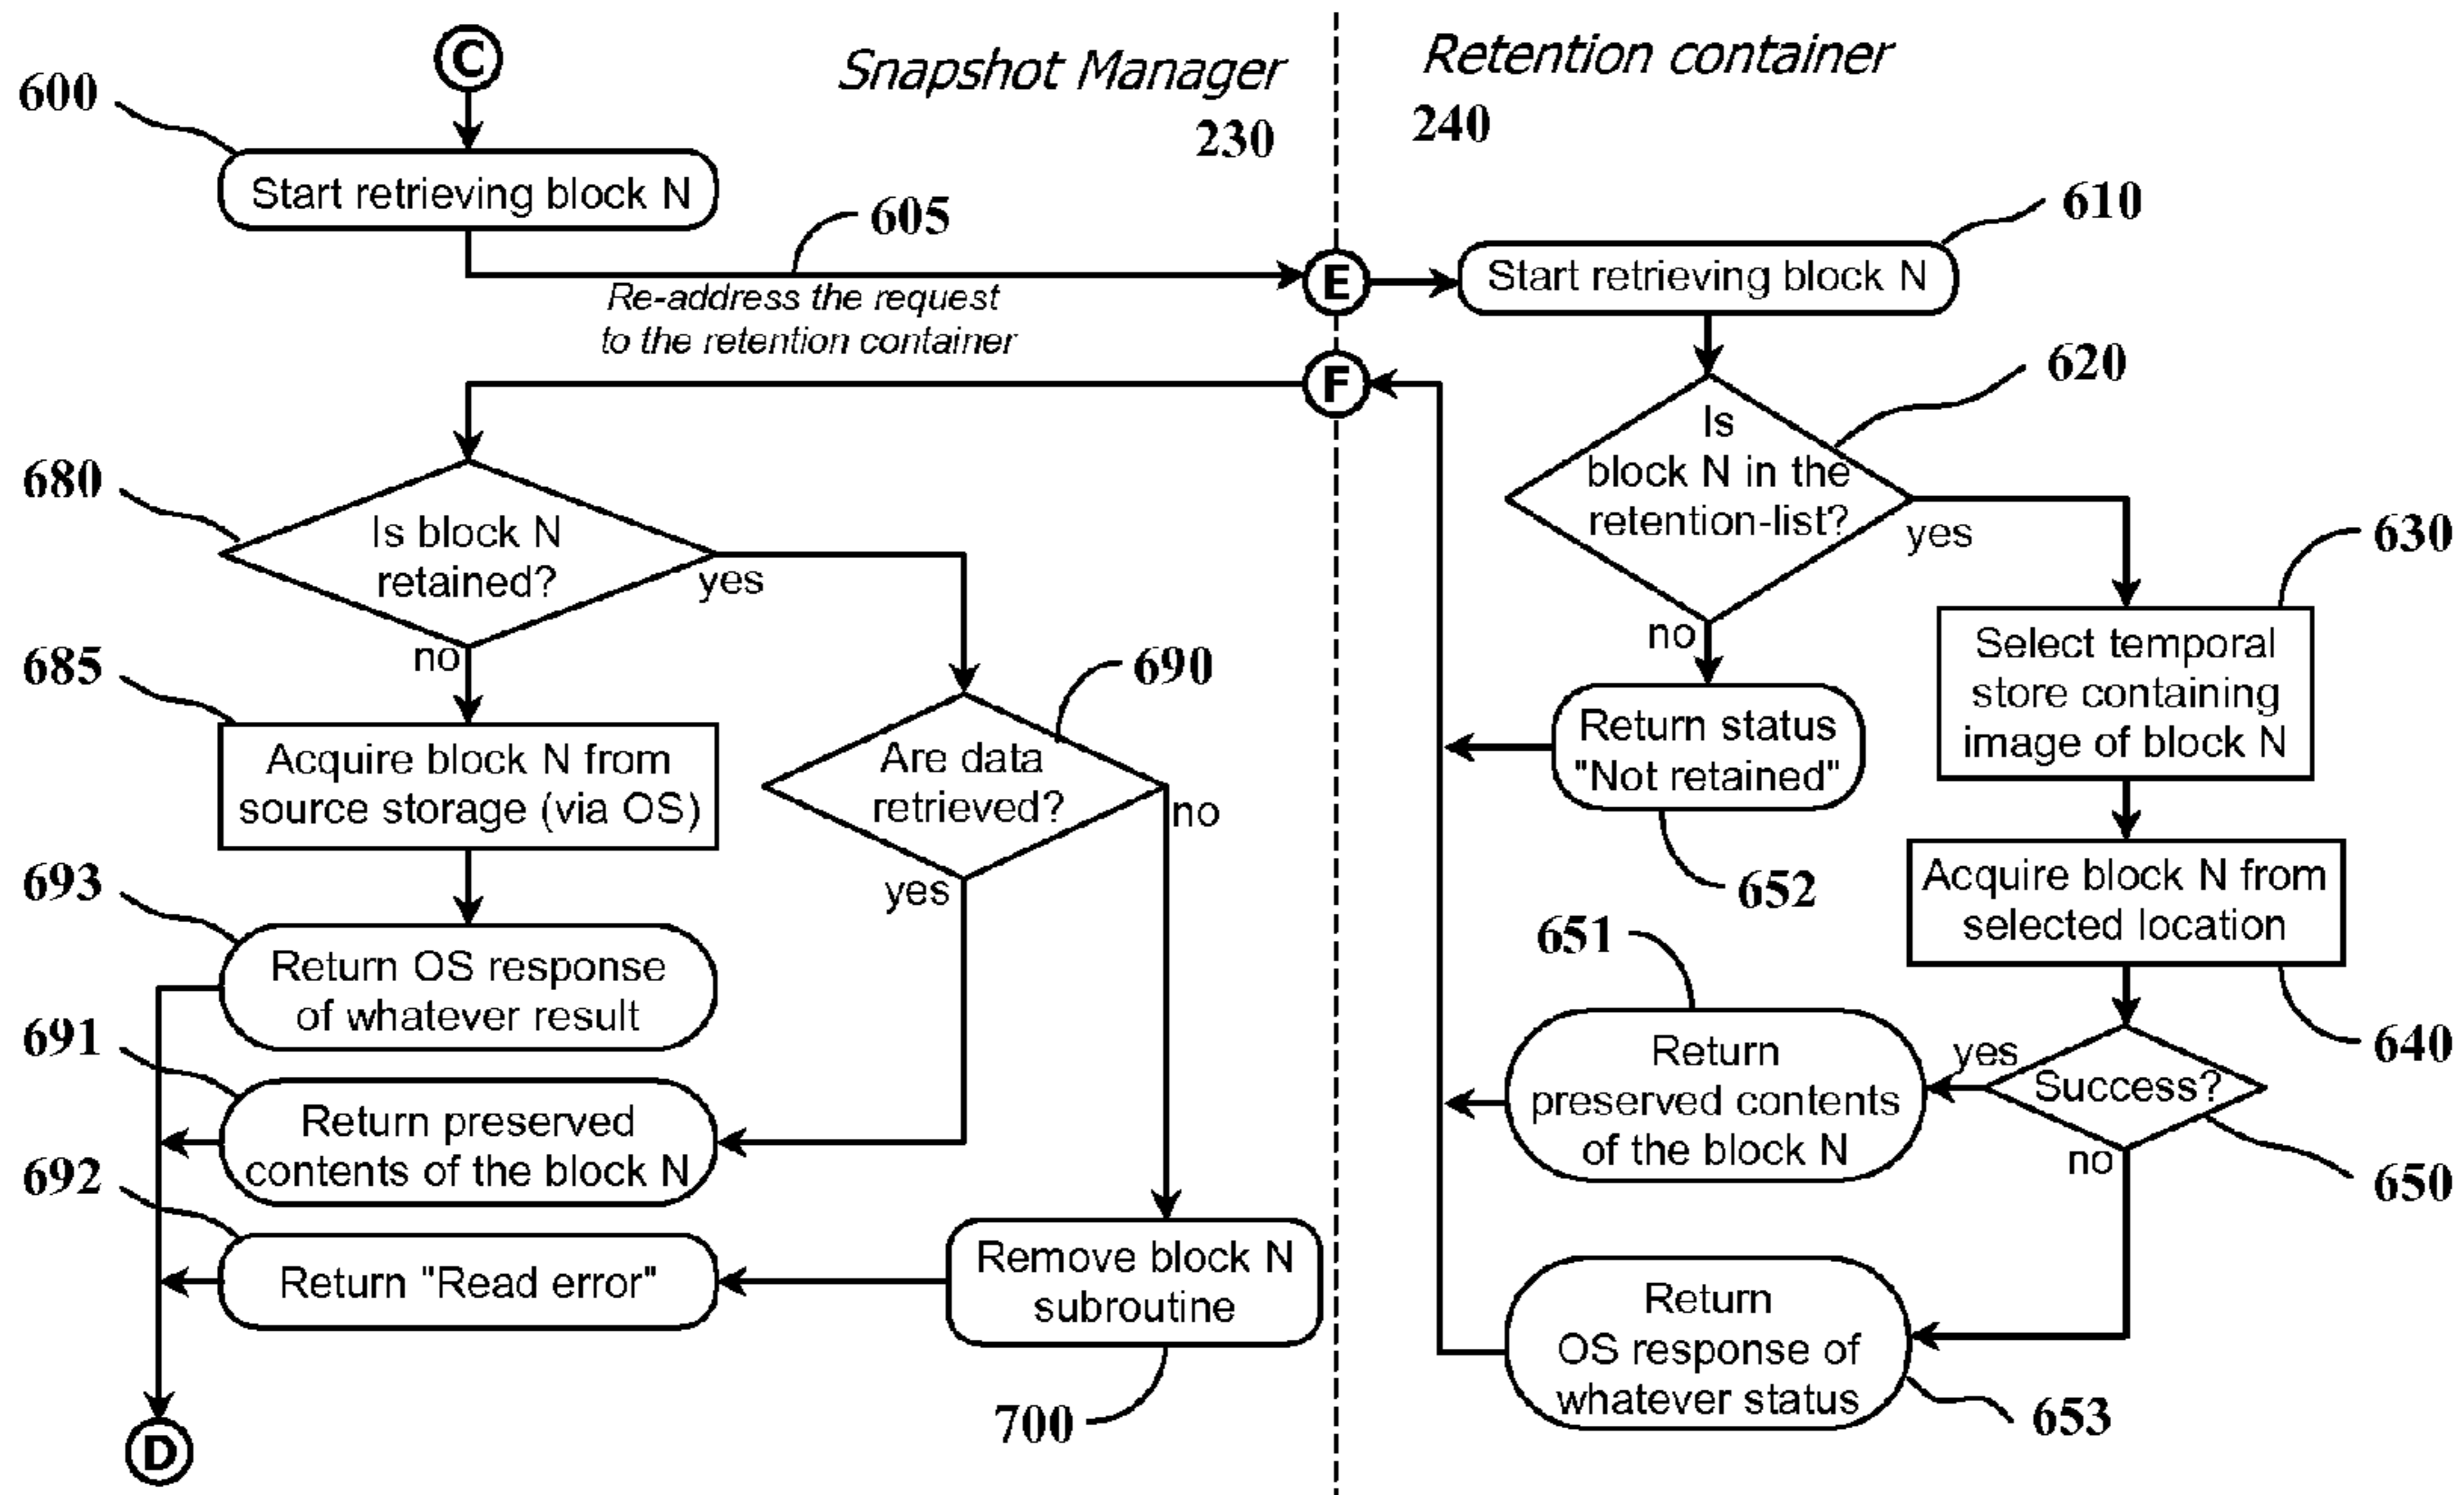 C
Snapshot Manager
230
Retention container
240
600
Start retrieving block N
605
Re-address the request
to the retention container
E
610
Start retrieving block N
F
620
Is
block N in the
retention-list?
yes
no
630
Select temporal
store containing
image of block N
680
Is block N
retained?
yes
no
685
Acquire block N from
source storage (via OS)
690
Are data
retrieved?
no
yes
Return status
"Not retained"
652
Acquire block N from
selected location
640
693
Return OS response
of whatever result
651
Return
preserved contents
of the block N
yes
Success?
no
650
691
Return preserved
contents of the block N
692
Return "Read error"
Remove block N
subroutine
700
Return
OS response of
whatever status
653
D